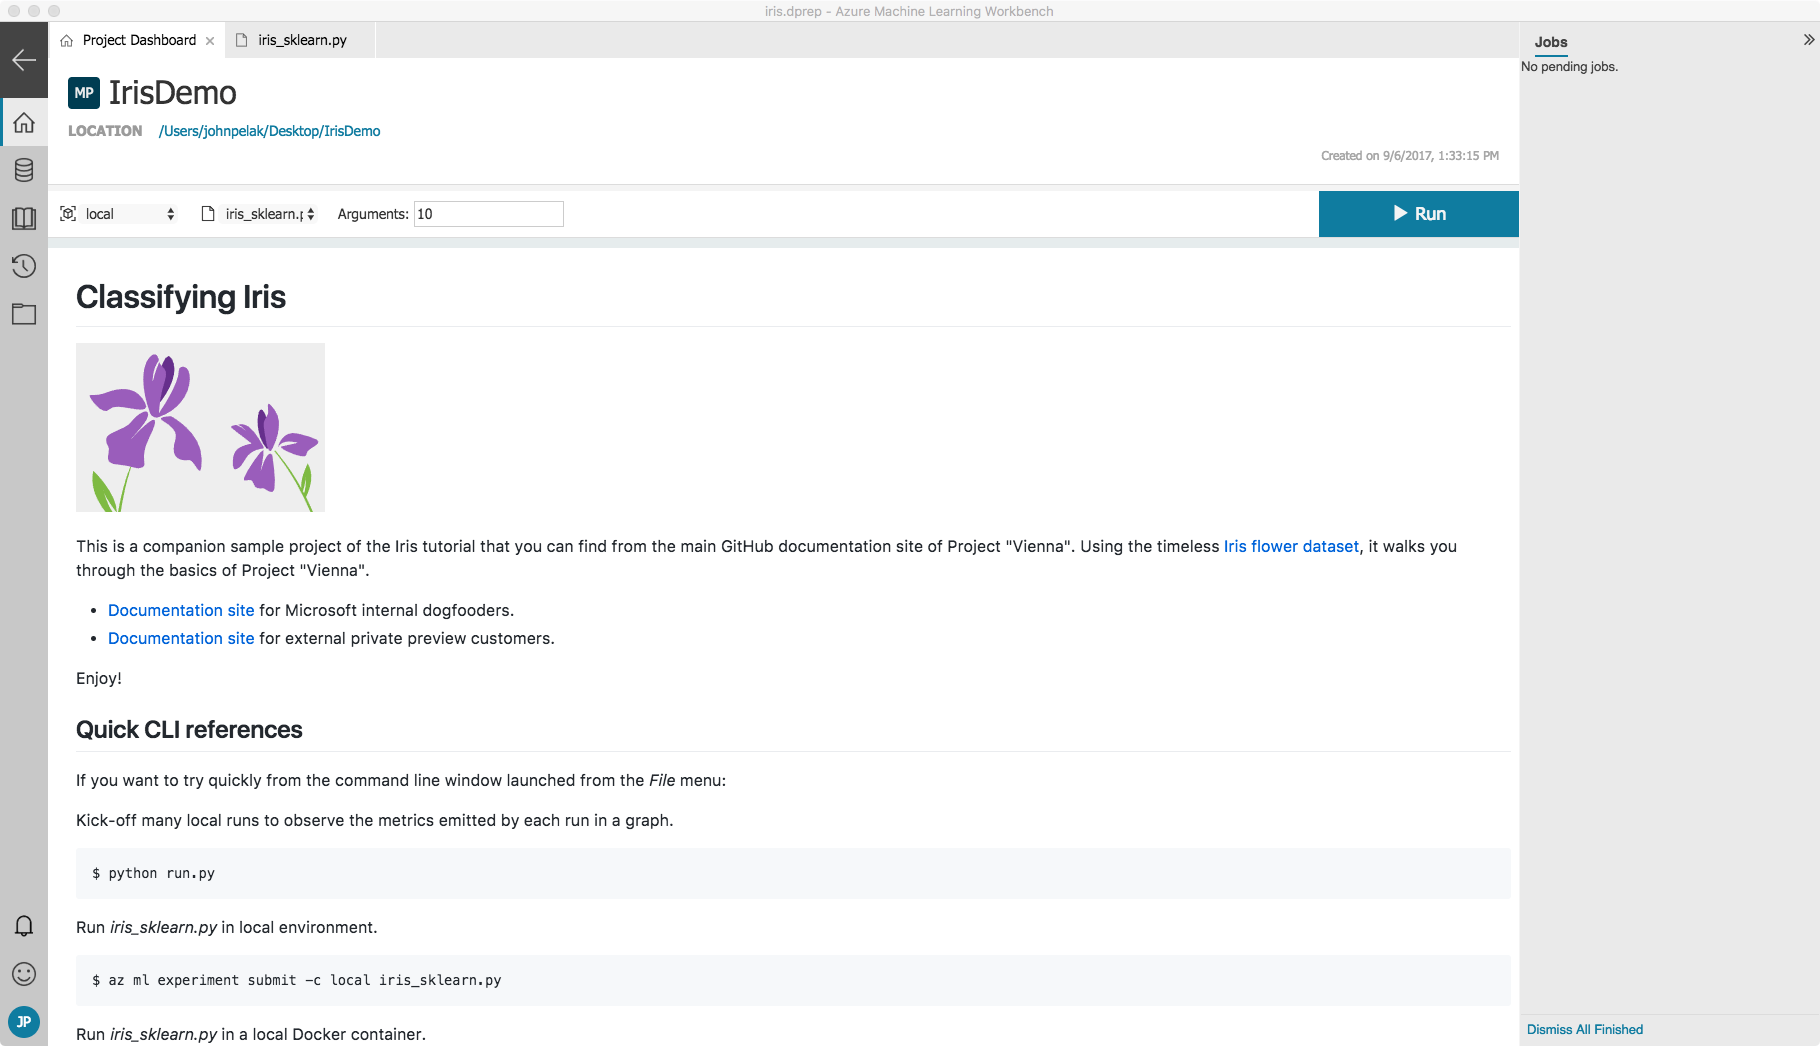 iris.dprep - Azure Machine Learning Workbench
Project Dashboard
iris_sklearn.py
Jobs
No pending jobs.
MP IrisDemo
LOCATION /Users/johnpelak/Desktop/IrisDemo
Created on 9/6/2017, 1:33:15 PM
local iris_sklearn.p Arguments: 10 Run
Classifying Iris
This is a companion sample project of the Iris tutorial that you can find from the main GitHub documentation site of Project "Vienna". Using the timeless Iris flower dataset, it walks you
through the basics of Project "Vienna".
• Documentation site for Microsoft internal dogfooders.
• Documentation site for external private preview customers.
Enjoy!
Quick CLI references
If you want to try quickly from the command line window launched from the File menu:
Kick-off many local runs to observe the metrics emitted by each run in a graph.
$ python run.py
Run iris_sklearn.py in local environment.
$ az ml experiment submit -c local iris_sklearn.py
Run iris_sklearn.py in a local Docker container.
JP
Dismiss All Finished